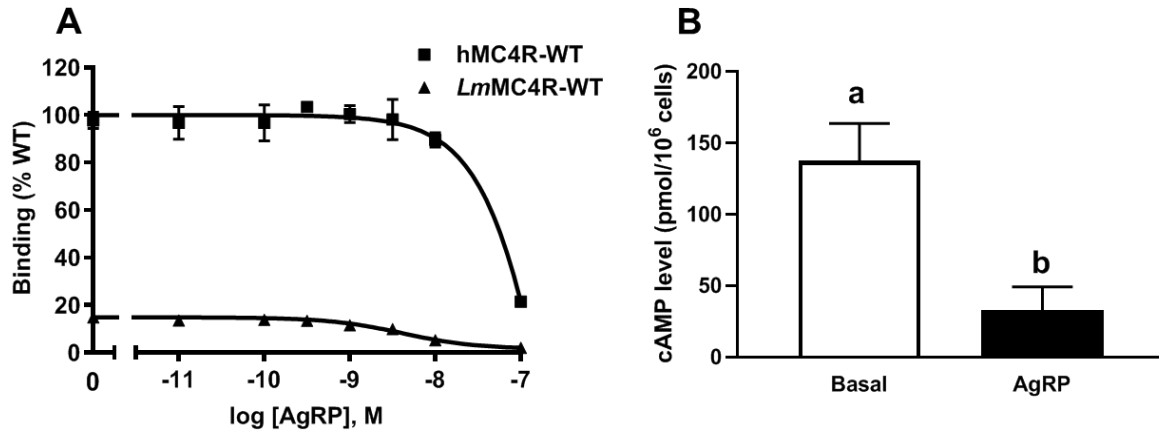 A
hMC4R-WT
LmMC4R-WT
Binding (% WT)
120
100
80
60
40
20
0
0
-11
-10
-9
-8
-7
log [AgRP], M
B
cAMP level (pmol/10⁶ cells)
200
150
100
50
0
a
b
Basal
AgRP